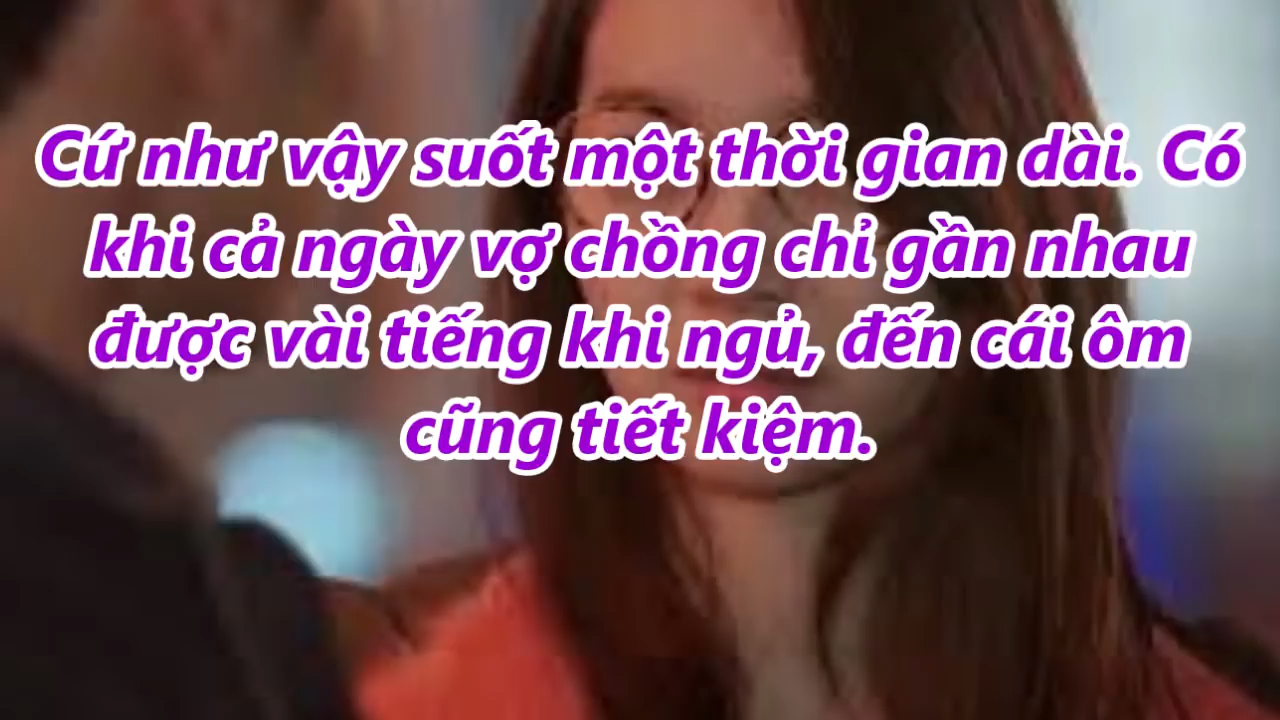 Cứ như vậy suốt một thời gian dài. Có
khi cả ngày vợ chồng chỉ gần nhau
được vài tiếng khi ngủ, đến cái ôm
cũng tiết kiệm.